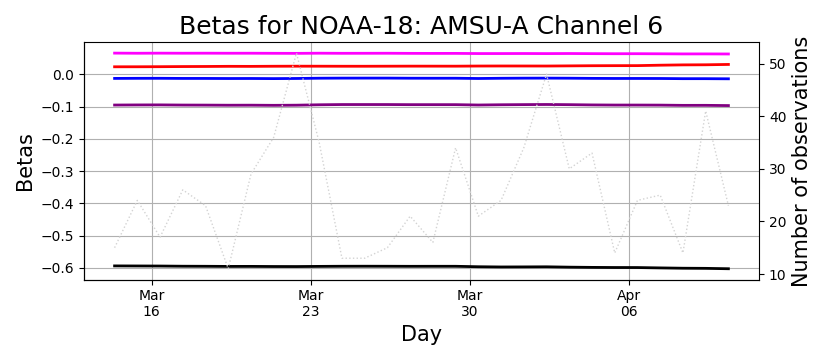 Betas for NOAA-18: AMSU-A Channel 6
Betas
0.0
−0.1
−0.2
−0.3
−0.4
−0.5
−0.6
50
40
30
20
10
Number of observations
Mar
16
Mar
23
Mar
30
Apr
06
Day